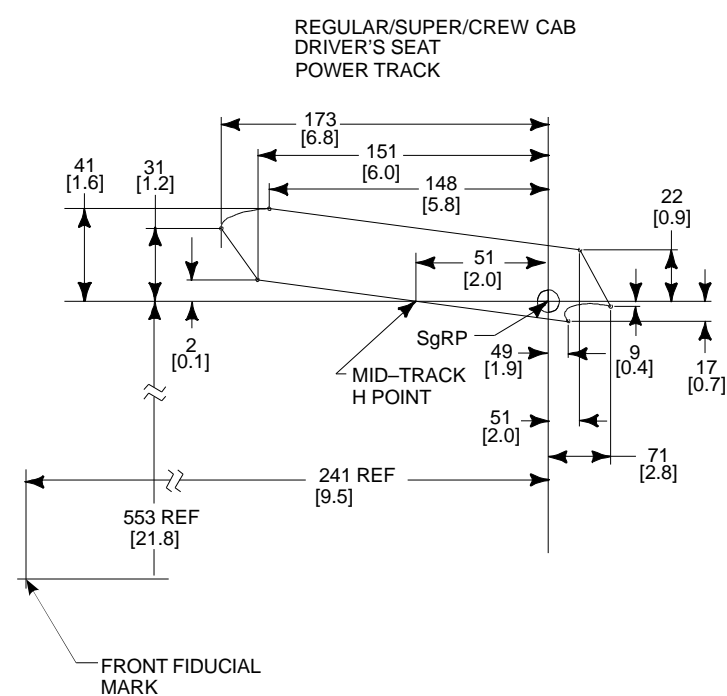 REGULAR/SUPER/CREW CAB
DRIVER'S SEAT
POWER TRACK
173
[6.8]
41
[1.6]
31
[1.2]
151
[6.0]
148
[5.8]
22
[0.9]
51
[2.0]
SgRP
2
[0.1]
49
[1.9]
9
[0.4]
17
[0.7]
MID–TRACK
H POINT
51
[2.0]
71
[2.8]
241 REF
[9.5]
553 REF
[21.8]
FRONT FIDUCIAL
MARK